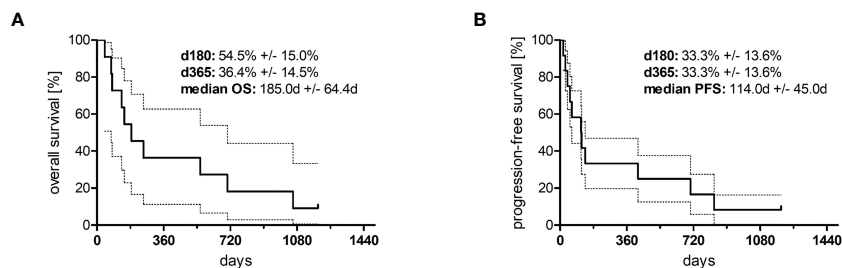 A
overall survival [%]
100
80
60
40
20
0
d180: 54.5% +/- 15.0%
d365: 36.4% +/- 14.5%
median OS: 185.0d +/- 64.4d
0 360 720 1080 1440
days
B
progression-free survival [%]
100
80
60
40
20
0
d180: 33.3% +/- 13.6%
d365: 33.3% +/- 13.6%
median PFS: 114.0d +/- 45.0d
0 360 720 1080 1440
days